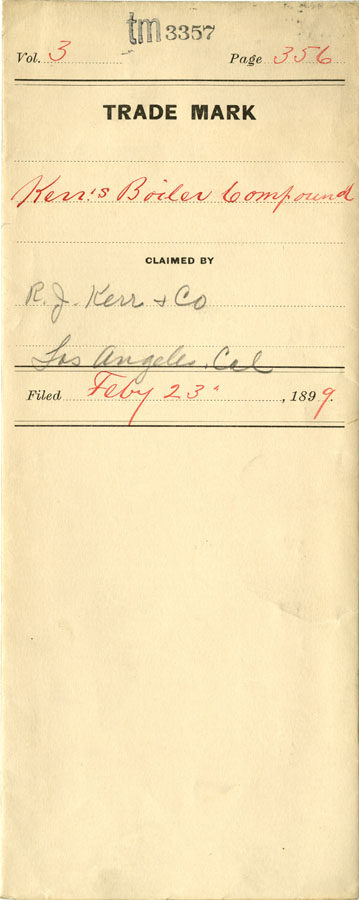 tm 3357
Vol. 3 Page 356
TRADE MARK
Kerr's Boiler Compound
CLAIMED BY
R. J. Kerr & Co
Los Angeles, Cal
Filed Feby 23", 1899.